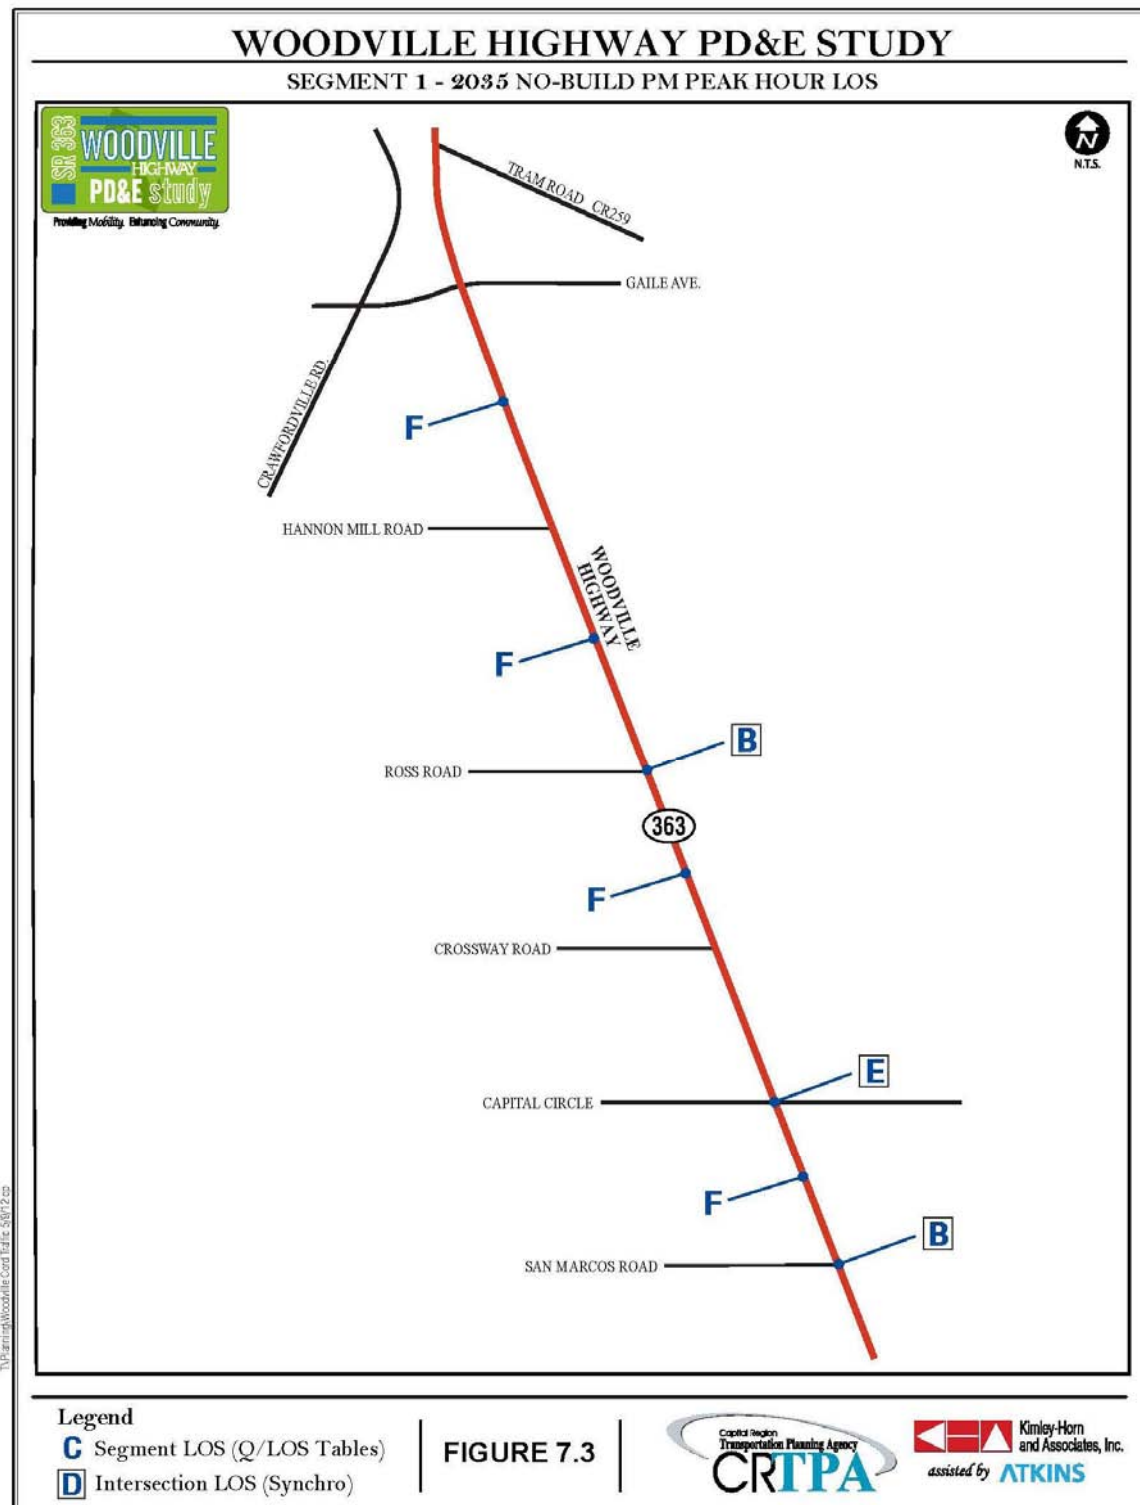 WOODVILLE HIGHWAY PD&E STUDY
SEGMENT 1 - 2035 NO-BUILD PM PEAK HOUR LOS
SR 363
WOODVILLE
HIGHWAY
PD&E study
Providing Mobility. Enhancing Community.
N
N.T.S.
TRAM ROAD CR259
GAILE AVE.
CRAWFORDVILLE RD.
F
HANNON MILL ROAD
WOODVILLE
HIGHWAY
F
B
ROSS ROAD
363
F
CROSSWAY ROAD
E
CAPITAL CIRCLE
F
B
SAN MARCOS ROAD
Legend
C Segment LOS (Q/LOS Tables)
D Intersection LOS (Synchro)
FIGURE 7.3
Capital Region
Transportation Planning Agency
CRTPA
Kimley-Horn
and Associates, Inc.
assisted by ATKINS